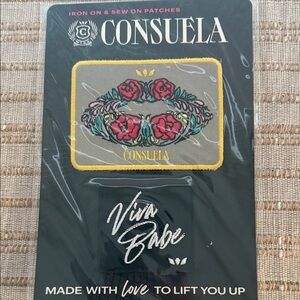 IRON ON & SEW ON PATCHES
CONSUELA
CONSUELA
Viva
Babe
MADE WITH love TO LIFT YOU UP